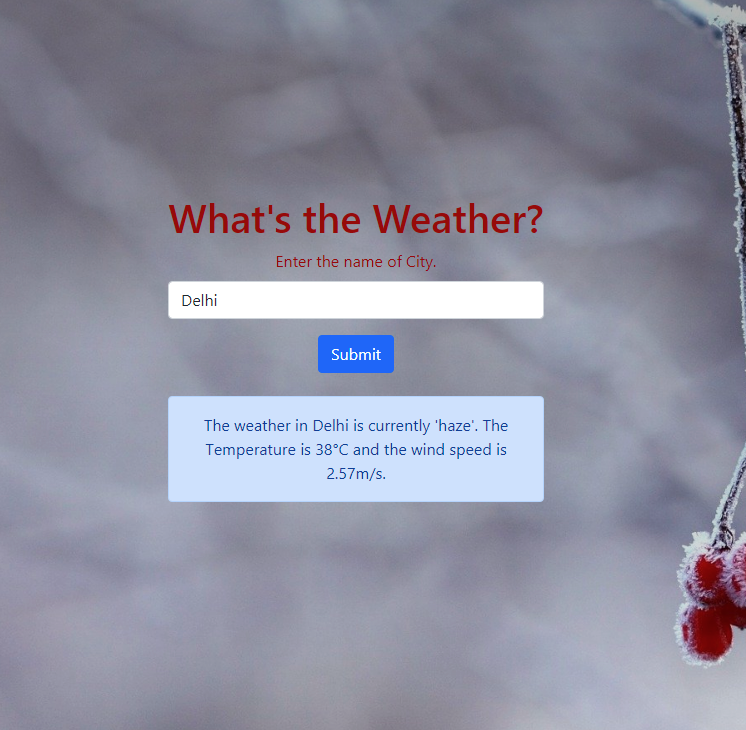 What's the Weather?
Enter the name of City.
Delhi
Submit
The weather in Delhi is currently 'haze'. The
Temperature is 38°C and the wind speed is
2.57m/s.